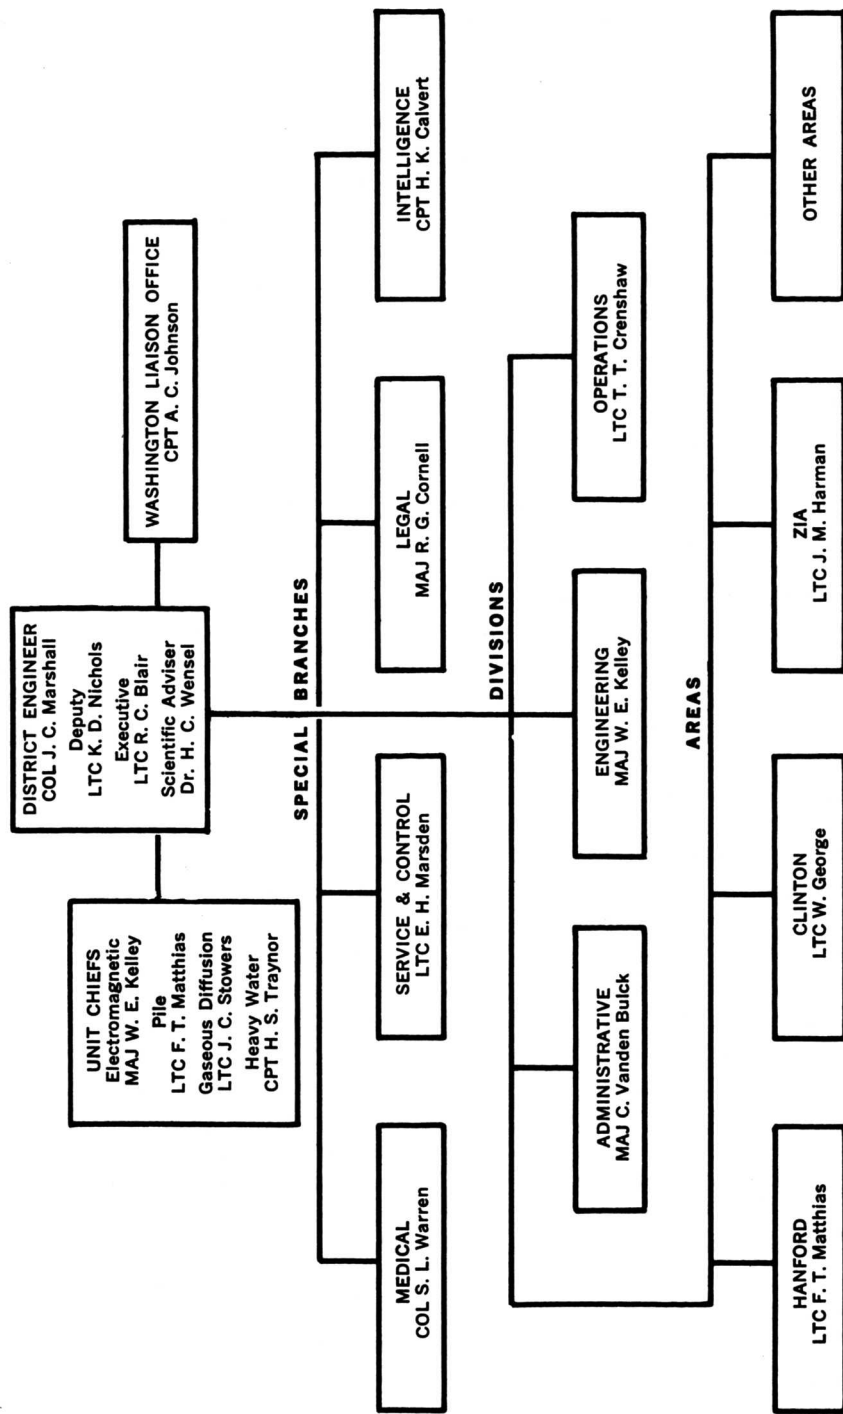 DISTRICT ENGINEER
COL J. C. Marshall
Deputy
LTC K. D. Nichols
Executive
LTC R. C. Blair
Scientific Adviser
Dr. H. C. Wensel
UNIT CHIEFS
Electromagnetic
MAJ W. E. Kelley
Pile
LTC F. T. Matthias
Gaseous Diffusion
LTC J. C. Stowers
Heavy Water
CPT H. S. Traynor
WASHINGTON LIAISON OFFICE
CPT A. C. Johnson
SPECIAL BRANCHES
MEDICAL
COL S. L. Warren
SERVICE & CONTROL
LTC E. H. Marsden
LEGAL
MAJ R. G. Cornell
INTELLIGENCE
CPT H. K. Calvert
DIVISIONS
ADMINISTRATIVE
MAJ C. Vanden Bulck
ENGINEERING
MAJ W. E. Kelley
OPERATIONS
LTC T. T. Crenshaw
AREAS
HANFORD
LTC F. T. Matthias
CLINTON
LTC W. George
ZIA
LTC J. M. Harman
OTHER AREAS